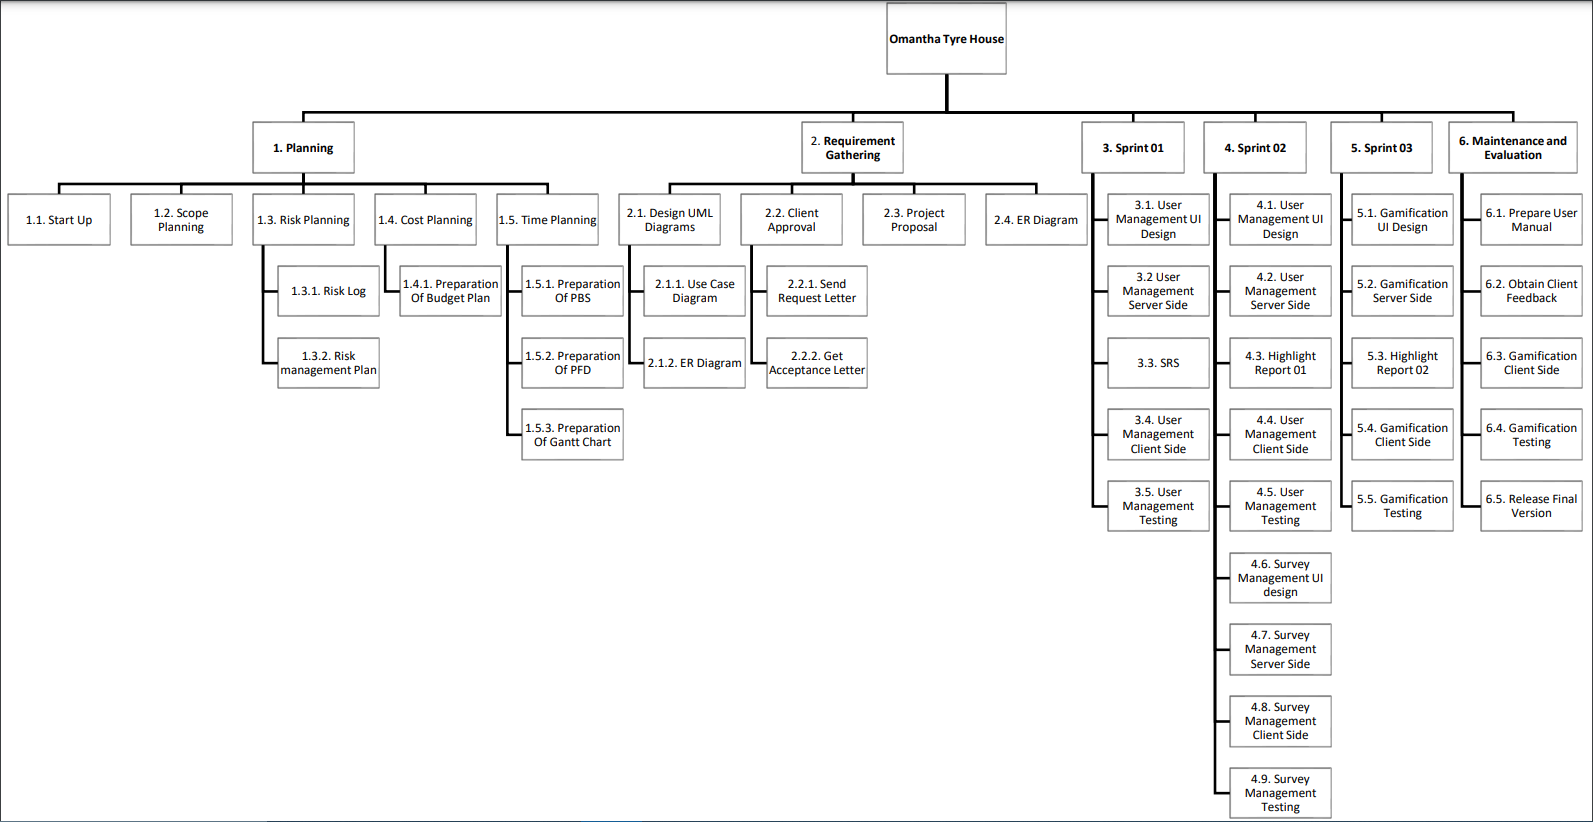 Omantha Tyre House
1. Planning
2. Requirement
Gathering
3. Sprint 01
4. Sprint 02
5. Sprint 03
6. Maintenance and
Evaluation
1.1. Start Up
1.2. Scope
Planning
1.3. Risk Planning
1.4. Cost Planning
1.5. Time Planning
2.1. Design UML
Diagrams
2.2. Client
Approval
2.3. Project
Proposal
2.4. ER Diagram
3.1. User
Management UI
Design
4.1. User
Management UI
Design
5.1. Gamification
UI Design
6.1. Prepare User
Manual
1.3.1. Risk Log
1.4.1. Preparation
Of Budget Plan
1.5.1. Preparation
Of PBS
2.1.1. Use Case
Diagram
2.2.1. Send
Request Letter
3.2 User
Management
Server Side
4.2. User
Management
Server Side
5.2. Gamification
Server Side
6.2. Obtain Client
Feedback
1.3.2. Risk
management Plan
1.5.2. Preparation
Of PFD
2.1.2. ER Diagram
2.2.2. Get
Acceptance Letter
3.3. SRS
4.3. Highlight
Report 01
5.3. Highlight
Report 02
6.3. Gamification
Client Side
1.5.3. Preparation
Of Gantt Chart
3.4. User
Management
Client Side
4.4. User
Management
Client Side
5.4. Gamification
Client Side
6.4. Gamification
Testing
3.5. User
Management
Testing
4.5. User
Management
Testing
5.5. Gamification
Testing
6.5. Release Final
Version
4.6. Survey
Management UI
design
4.7. Survey
Management
Server Side
4.8. Survey
Management
Client Side
4.9. Survey
Management
Testing